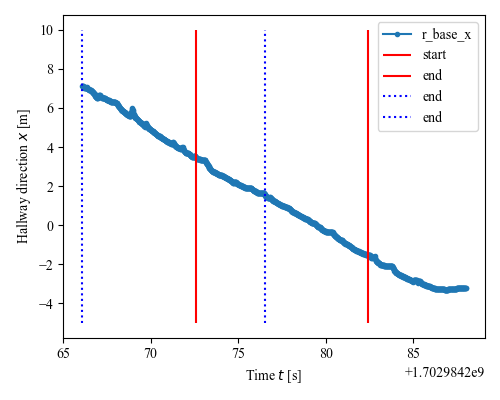 10
8
6
4
2
0
−2
−4
Hallway direction x [m]
r_base_x
start
end
end
end
65
70
75
80
85
Time t [s]
+1.7029842e9